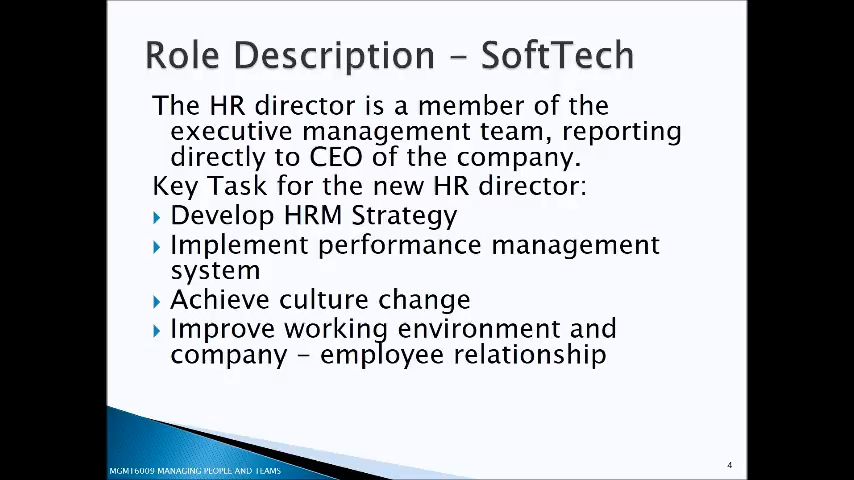 Role Description – SoftTech
The HR director is a member of the
executive management team, reporting
directly to CEO of the company.
Key Task for the new HR director:
Develop HRM Strategy
Implement performance management
system
Achieve culture change
Improve working environment and
company – employee relationship
MGMT6009 MANAGING PEOPLE AND TEAMS
4